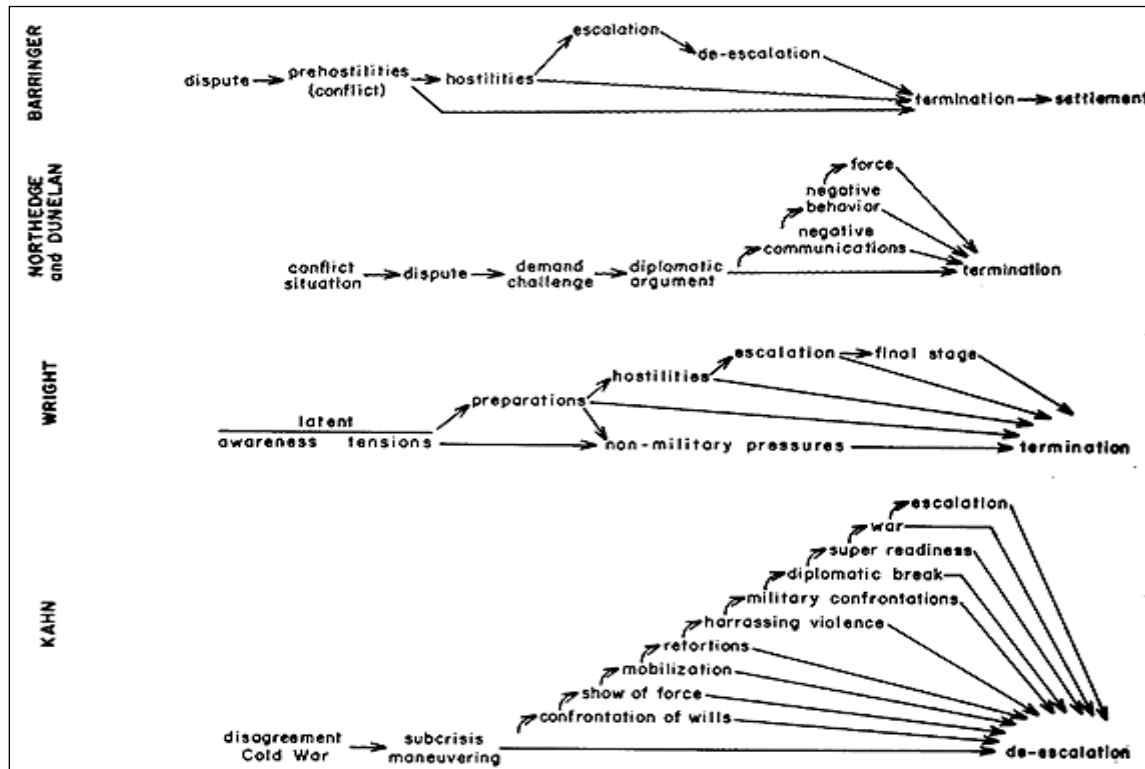 BARRINGER
escalation
de-escalation
dispute
prehostilities
(conflict)
hostilities
termination
settlement
NORTHEDGE
and DUNELAN
force
negative
behavior
negative
communications
conflict
situation
dispute
demand
challenge
diplomatic
argument
termination
WRIGHT
escalation
final stage
hostilities
preparations
latent
awareness tensions
non-military pressures
termination
KAHN
escalation
war
super readiness
diplomatic break
military confrontations
harrassing violence
retortions
mobilization
show of force
confrontation of wills
disagreement
Cold War
subcrisis
maneuvering
de-escalation